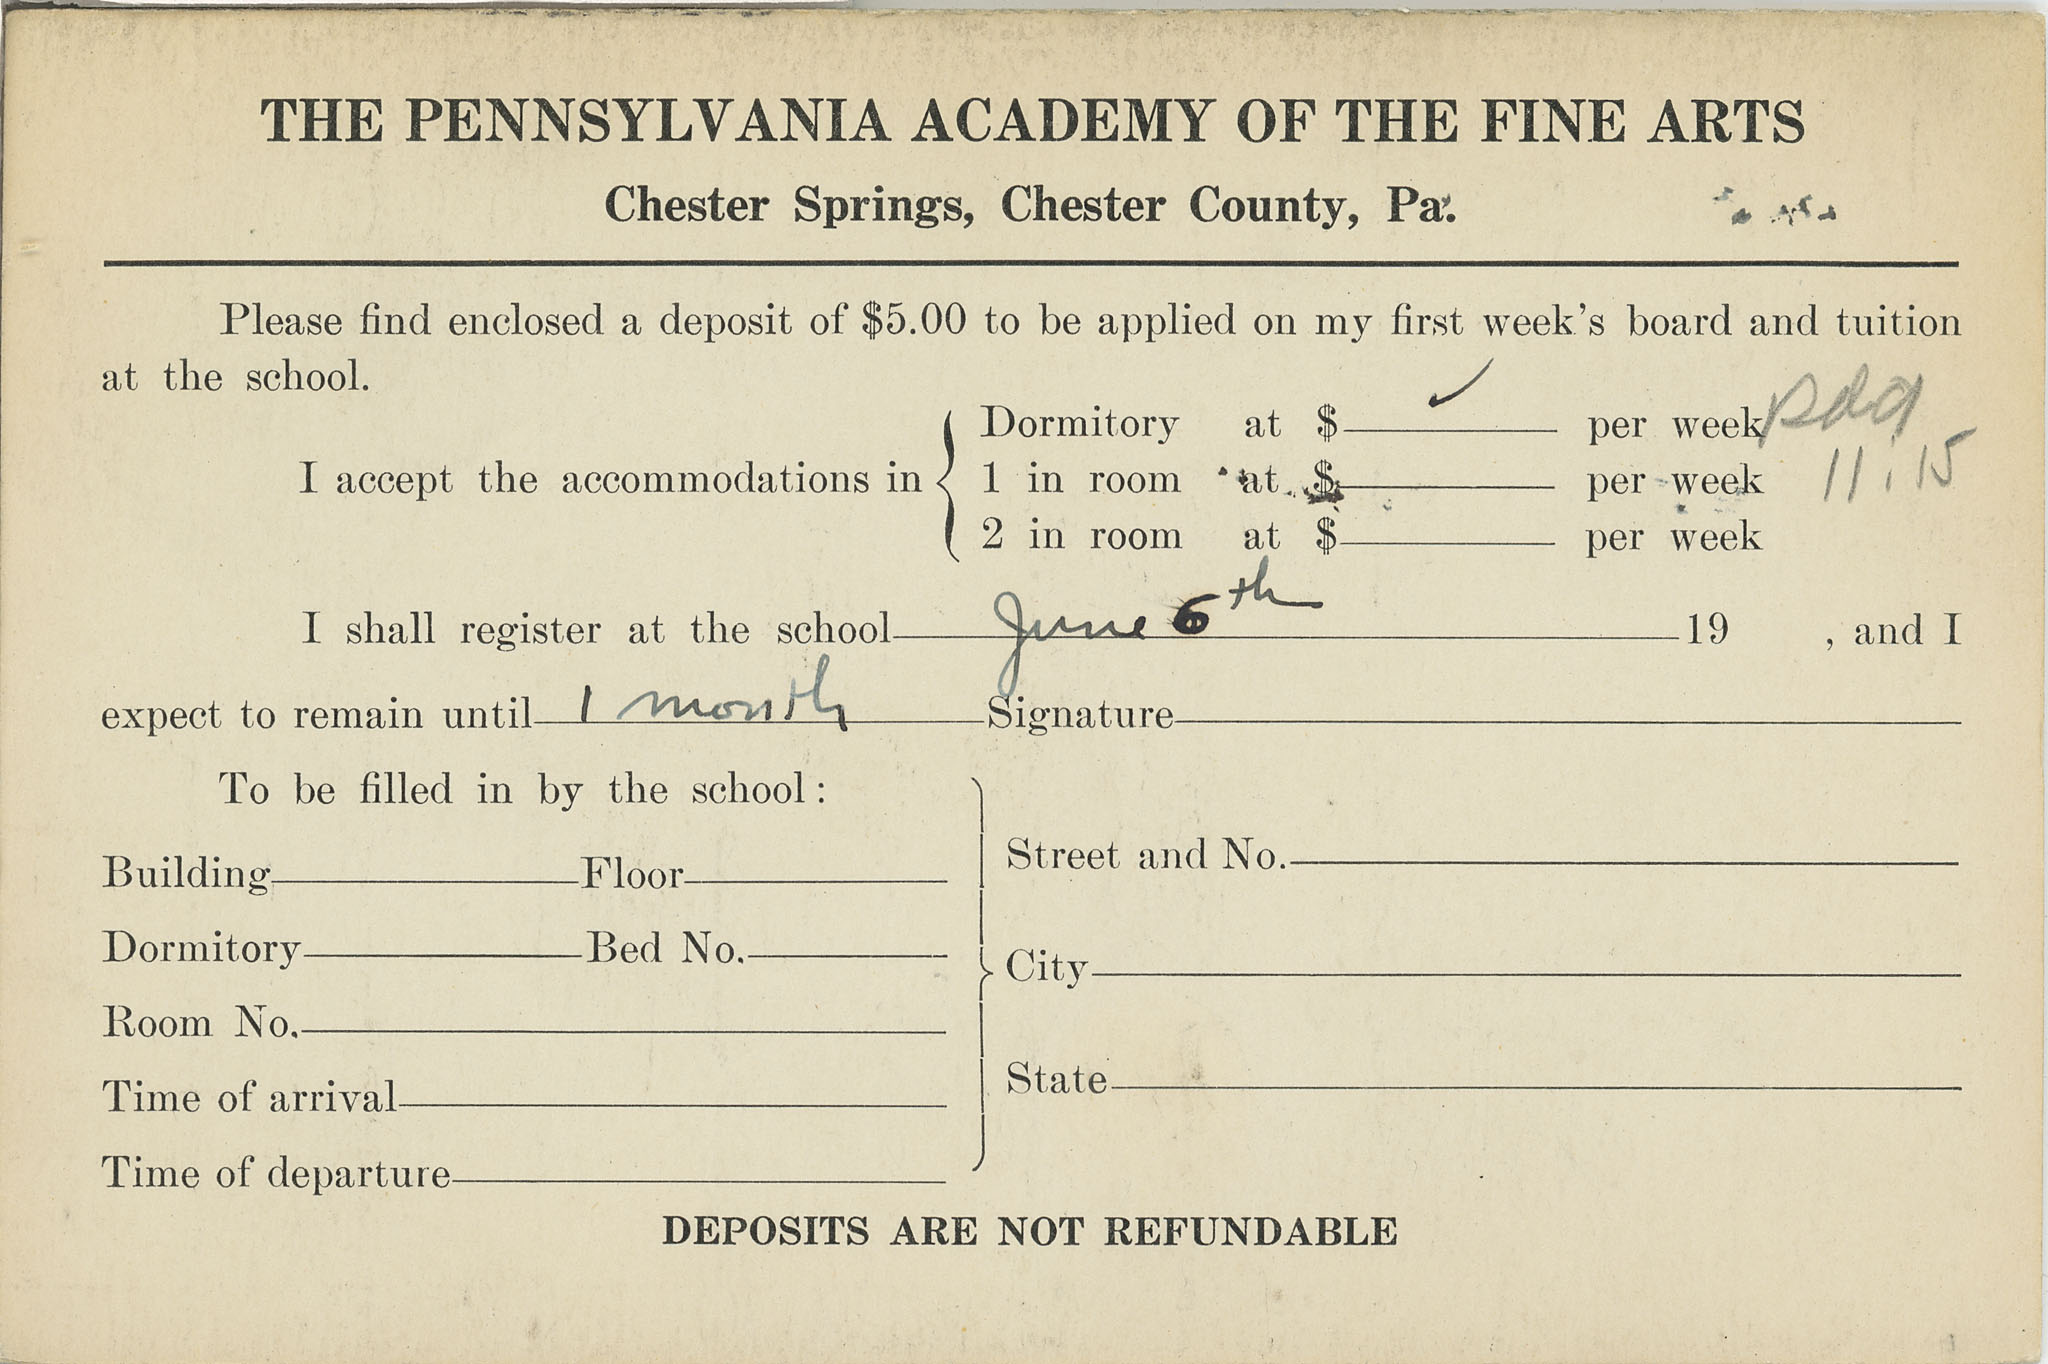 THE PENNSYLVANIA ACADEMY OF THE FINE ARTS
Chester Springs, Chester County, Pa.
Please find enclosed a deposit of $5.00 to be applied on my first week's board and tuition
at the school.
I accept the accommodations in
Dormitory at $ ✓ per week
1 in room at $ per week 11.15
2 in room at $ per week
I shall register at the school June 6th 19 , and I
expect to remain until 1 month Signature
To be filled in by the school:
Building Floor
Dormitory Bed No.
Room No.
Time of arrival
Time of departure
Street and No.
City
State
DEPOSITS ARE NOT REFUNDABLE